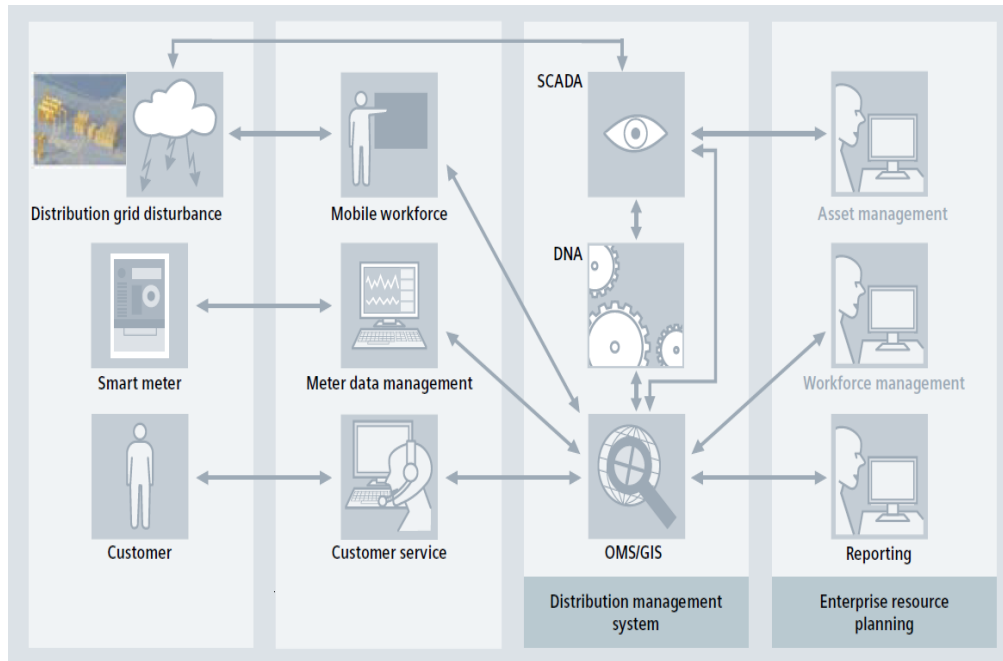 SCADA
Distribution grid disturbance
Mobile workforce
Asset management
DNA
Smart meter
Meter data management
Workforce management
Customer
Customer service
OMS/GIS
Reporting
Distribution management
system
Enterprise resource
planning